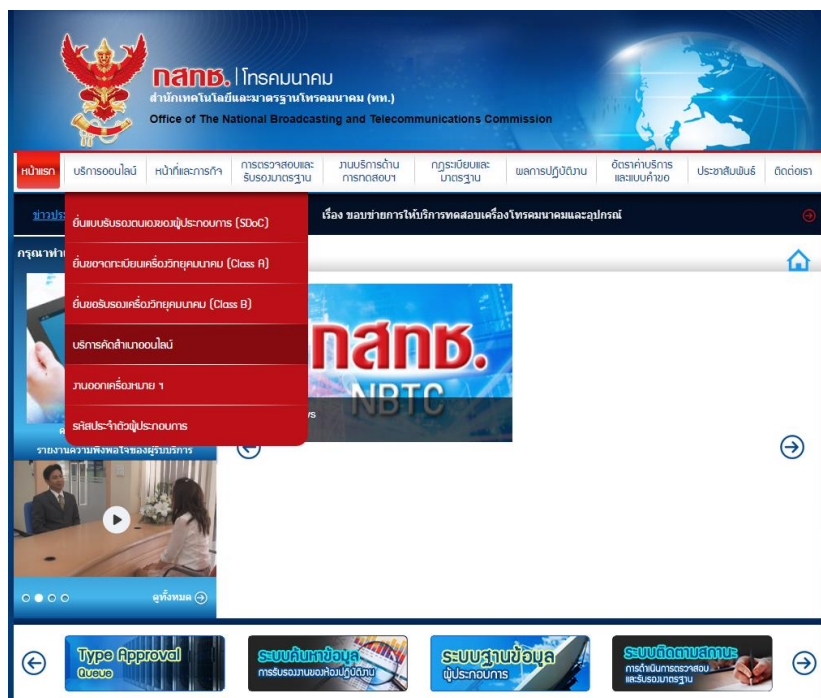 กสทช. | โทรคมนาคม
สำนักเทคโนโลยีและมาตรฐานโทรคมนาคม (ทท.)
Office of The National Broadcasting and Telecommunications Commission
หน้าแรก
บริการออนไลน์
หน้าที่และภารกิจ
การตรวจสอบและ
รับรองมาตรฐาน
งานบริการด้าน
การทดสอบฯ
กฎระเบียบและ
มาตรฐาน
ผลการปฏิบัติงาน
อัตราค่าบริการ
และแบบคำขอ
ประชาสัมพันธ์
ติดต่อเรา
ข่าวประ
เรื่อง ขอบข่ายการให้บริการทดสอบเครื่องโทรคมนาคมและอุปกรณ์
กรุณาทำ
ยื่นแบบรับรองตนเองของผู้ประกอบการ (SDoC)
ยื่นขอจดทะเบียนเครื่องวิทยุคมนาคม (Class A)
ยื่นขอรับรองเครื่องวิทยุคมนาคม (Class B)
บริการคัดสำเนาออนไลน์
งานออกเครื่องหมาย ฯ
รหัสประจำตัวผู้ประกอบการ
กสทช.
NBTC
รายงานความพึงพอใจของผู้รับบริการ
ดูทั้งหมด
Type Approval
Queue
ระบบค้นหาข้อมูล
การรับรองงานของห้องปฏิบัติงาน
ระบบฐานข้อมูล
ผู้ประกอบการ
ระบบติดตามสถานะ
การดำเนินการตรวจสอบ
และรับรองมาตรฐาน